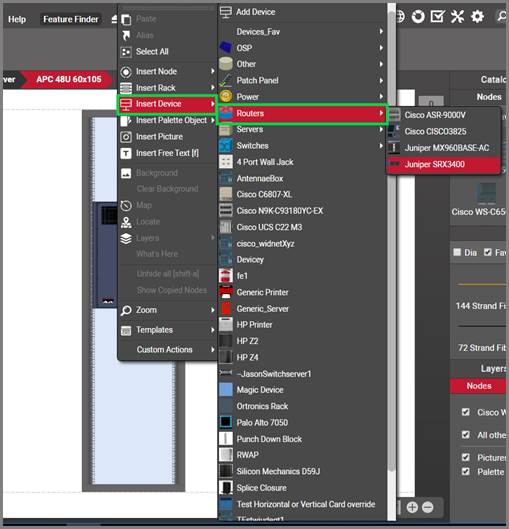 Help
Feature Finder
ver
APC 48U 60x105
Paste
Alias
Select All
Insert Node
Insert Rack
Insert Device
Insert Palette Object
Insert Picture
Insert Free Text [f]
Background
Clear Background
Map
Locate
Layers
What's Here
Unhide all [shift-a]
Show Copied Nodes
Zoom
Templates
Custom Actions
Add Device
Devices_Fav
OSP
Other
Patch Panel
Power
Routers
Servers
Switches
4 Port Wall Jack
AntennaeBox
Cisco C6807-XL
Cisco N9K-C93180YC-EX
Cisco UCS C22 M3
cisco_widnetXyz
Devicey
fe1
Generic Printer
Generic_Server
HP Printer
HP Z2
HP Z4
~JasonSwitchserver1
Magic Device
Ortronics Rack
Palo Alto 7050
Punch Down Block
RWAP
Silicon Mechanics D59J
Splice Closure
Test Horizontal or Vertical Card override
Cisco ASR-9000V
Cisco CISCO3825
Juniper MX960BASE-AC
Juniper SRX3400
Catalo
Nodes
Cisco WS-C65
Dia
Fav
144 Strand Fib
72 Strand Fib
Layers
Nodes
Cisco W
All othe
Pictures
Palette